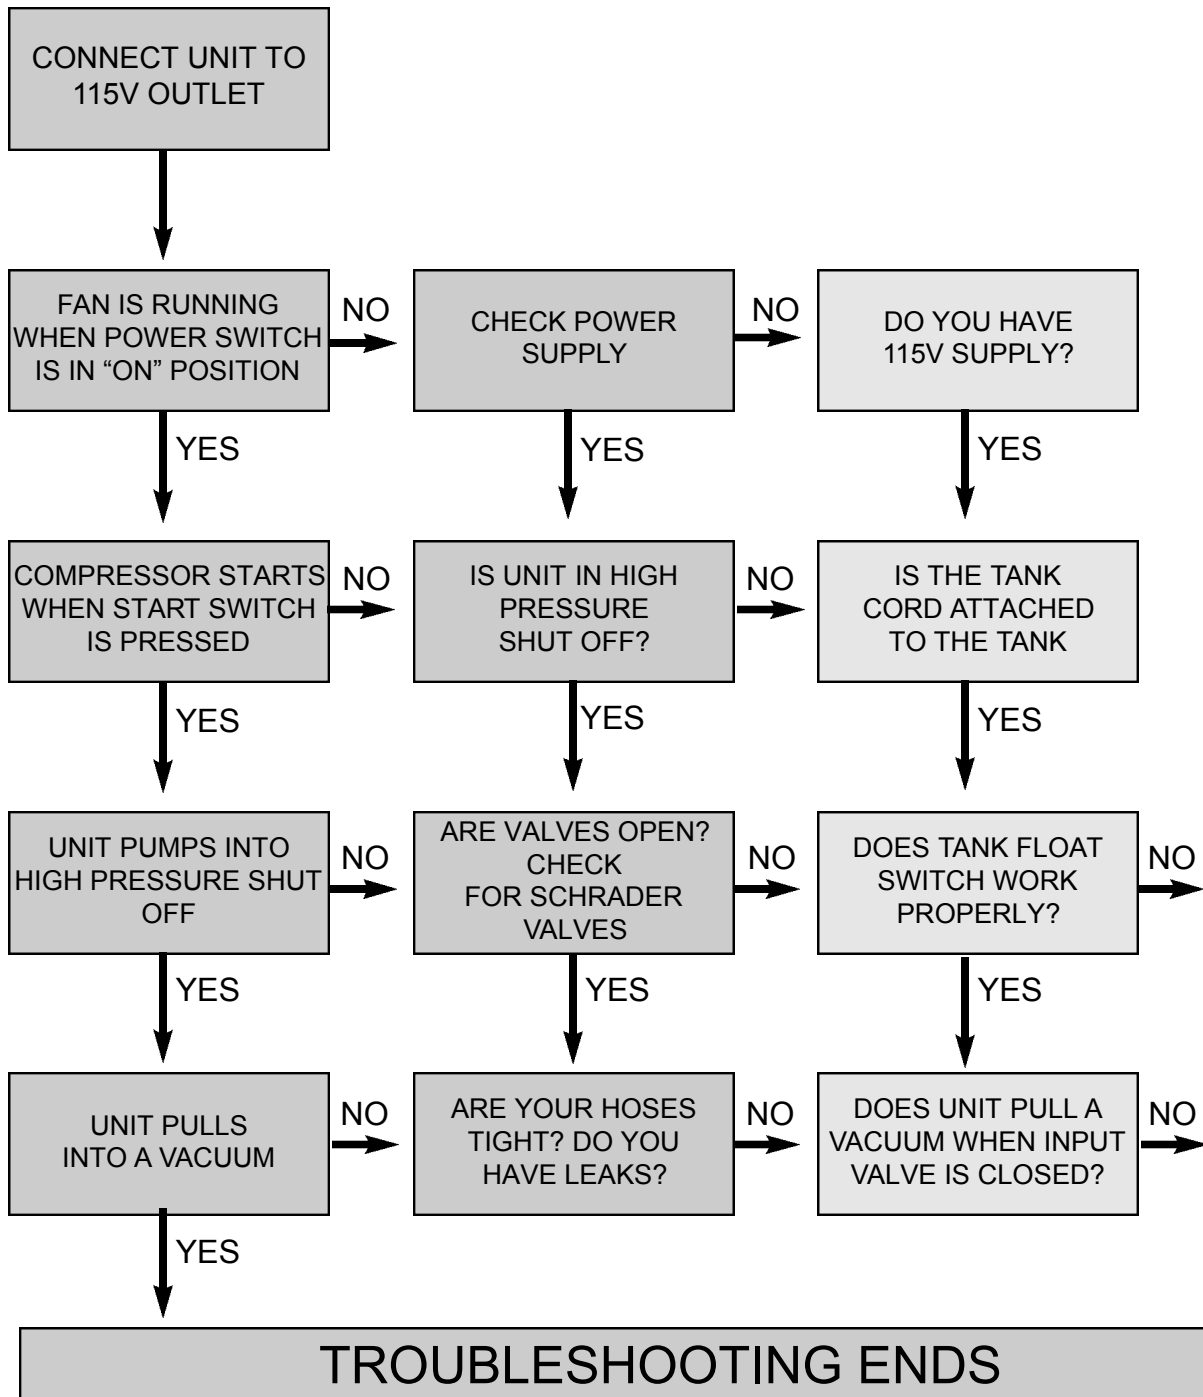 CONNECT UNIT TO
115V OUTLET
FAN IS RUNNING
WHEN POWER SWITCH
IS IN “ON” POSITION
NO
CHECK POWER
SUPPLY
NO
DO YOU HAVE
115V SUPPLY?
YES
YES
YES
COMPRESSOR STARTS
WHEN START SWITCH
IS PRESSED
NO
IS UNIT IN HIGH
PRESSURE
SHUT OFF?
NO
IS THE TANK
CORD ATTACHED
TO THE TANK
YES
YES
YES
UNIT PUMPS INTO
HIGH PRESSURE SHUT
OFF
NO
ARE VALVES OPEN?
CHECK
FOR SCHRADER
VALVES
NO
DOES TANK FLOAT
SWITCH WORK
PROPERLY?
NO
YES
YES
YES
UNIT PULLS
INTO A VACUUM
NO
ARE YOUR HOSES
TIGHT? DO YOU
HAVE LEAKS?
NO
DOES UNIT PULL A
VACUUM WHEN INPUT
VALVE IS CLOSED?
NO
YES
TROUBLESHOOTING ENDS